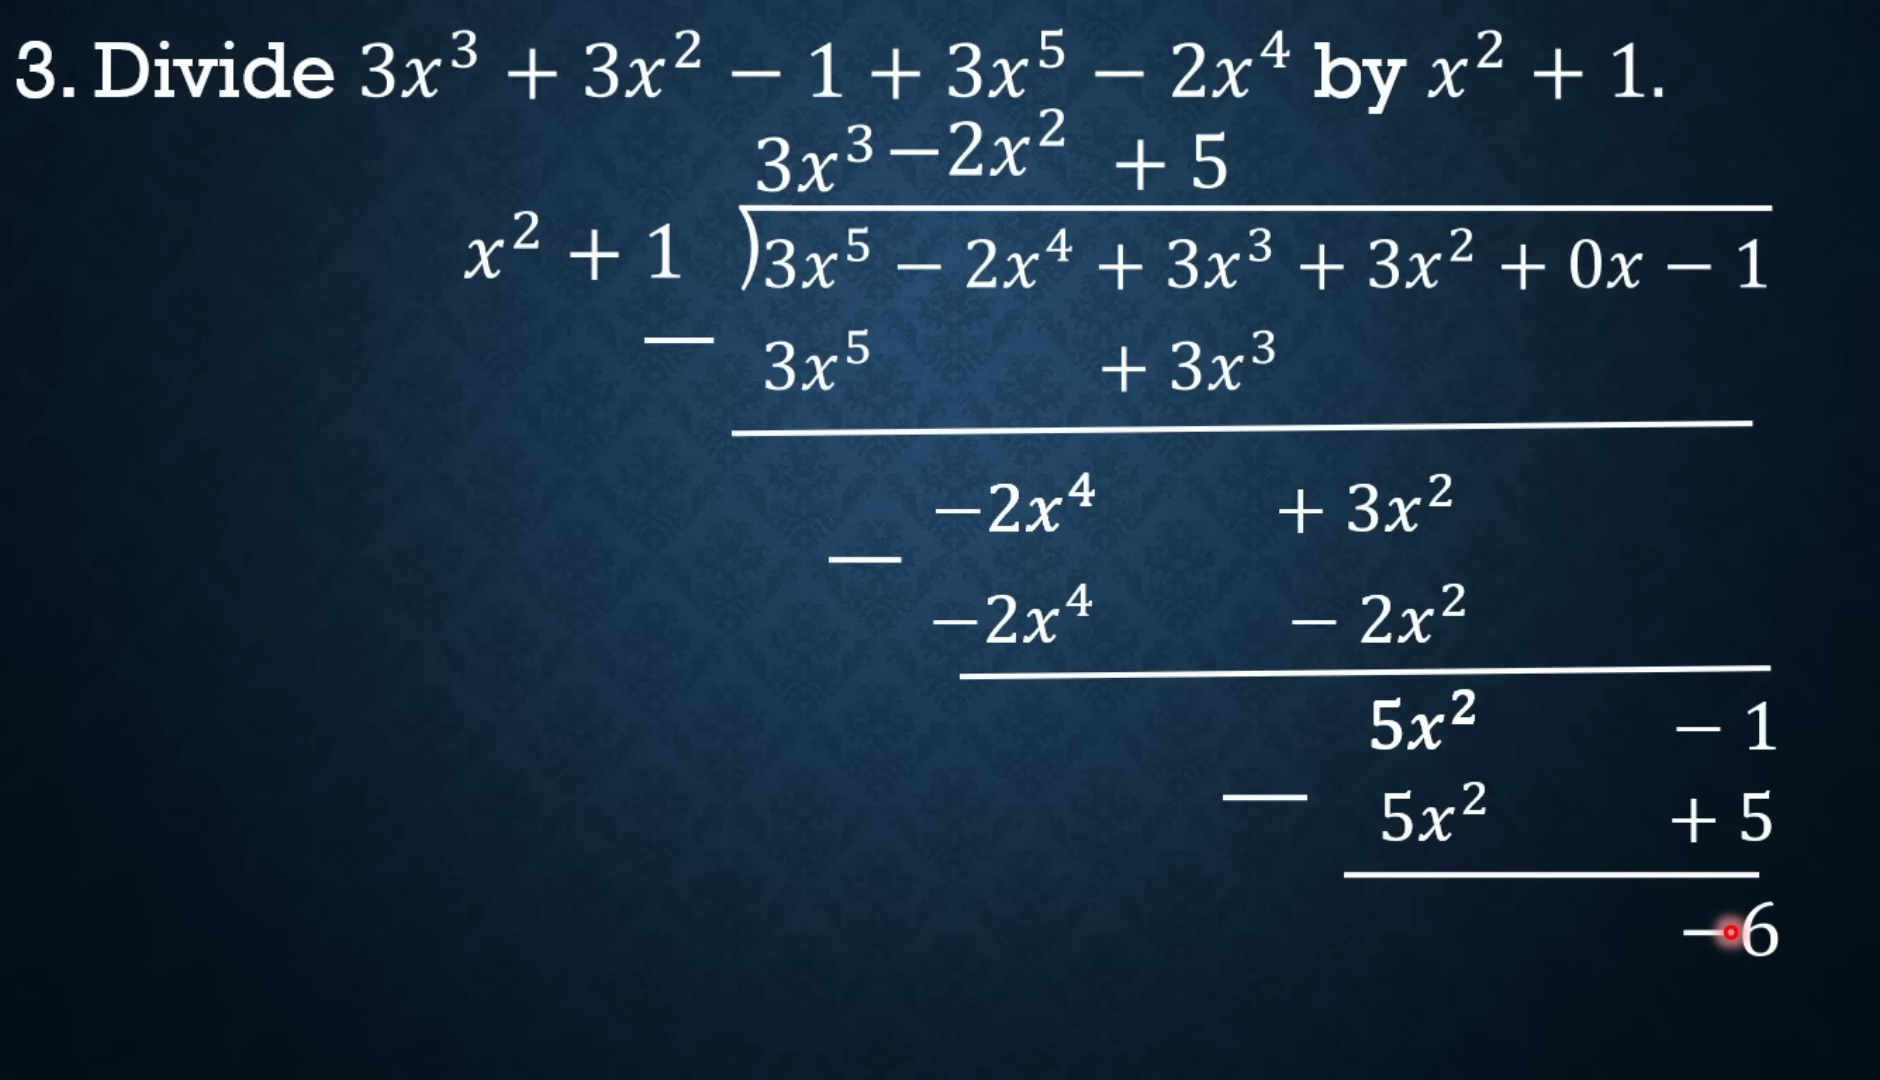 3. Divide 3x³ + 3x² − 1 + 3x⁵ − 2x⁴ by x² + 1.
3x³ −2x² + 5
x² + 1 )3x⁵ − 2x⁴ + 3x³ + 3x² + 0x − 1
− 3x⁵ + 3x³
−2x⁴ + 3x²
−
−2x⁴ − 2x²
5x² − 1
− 5x² + 5
−6